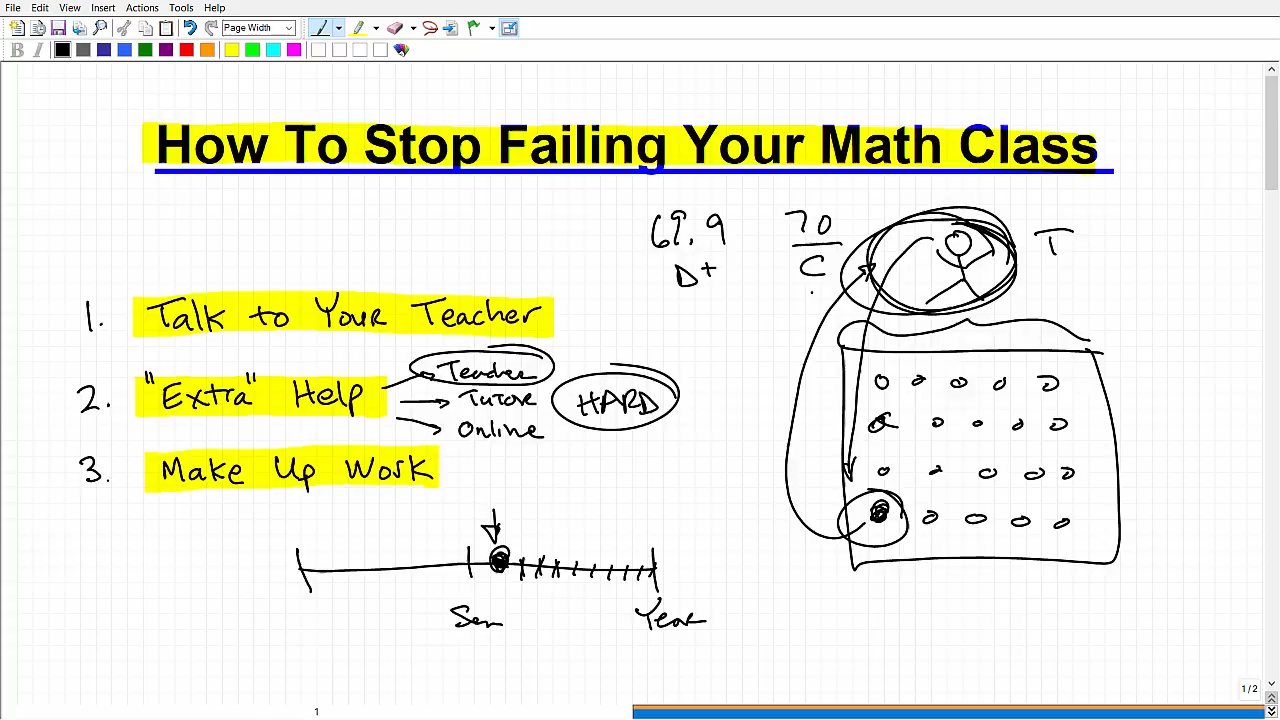 File Edit View Insert Actions Tools Help
Page Width
B I
How To Stop Failing Your Math Class
69.9 70 T
D+ C
1. Talk to Your Teacher
2. "Extra" Help
Teacher
Tutor
Online
HARD
3. Make Up Work
Sem Year
1/2
1